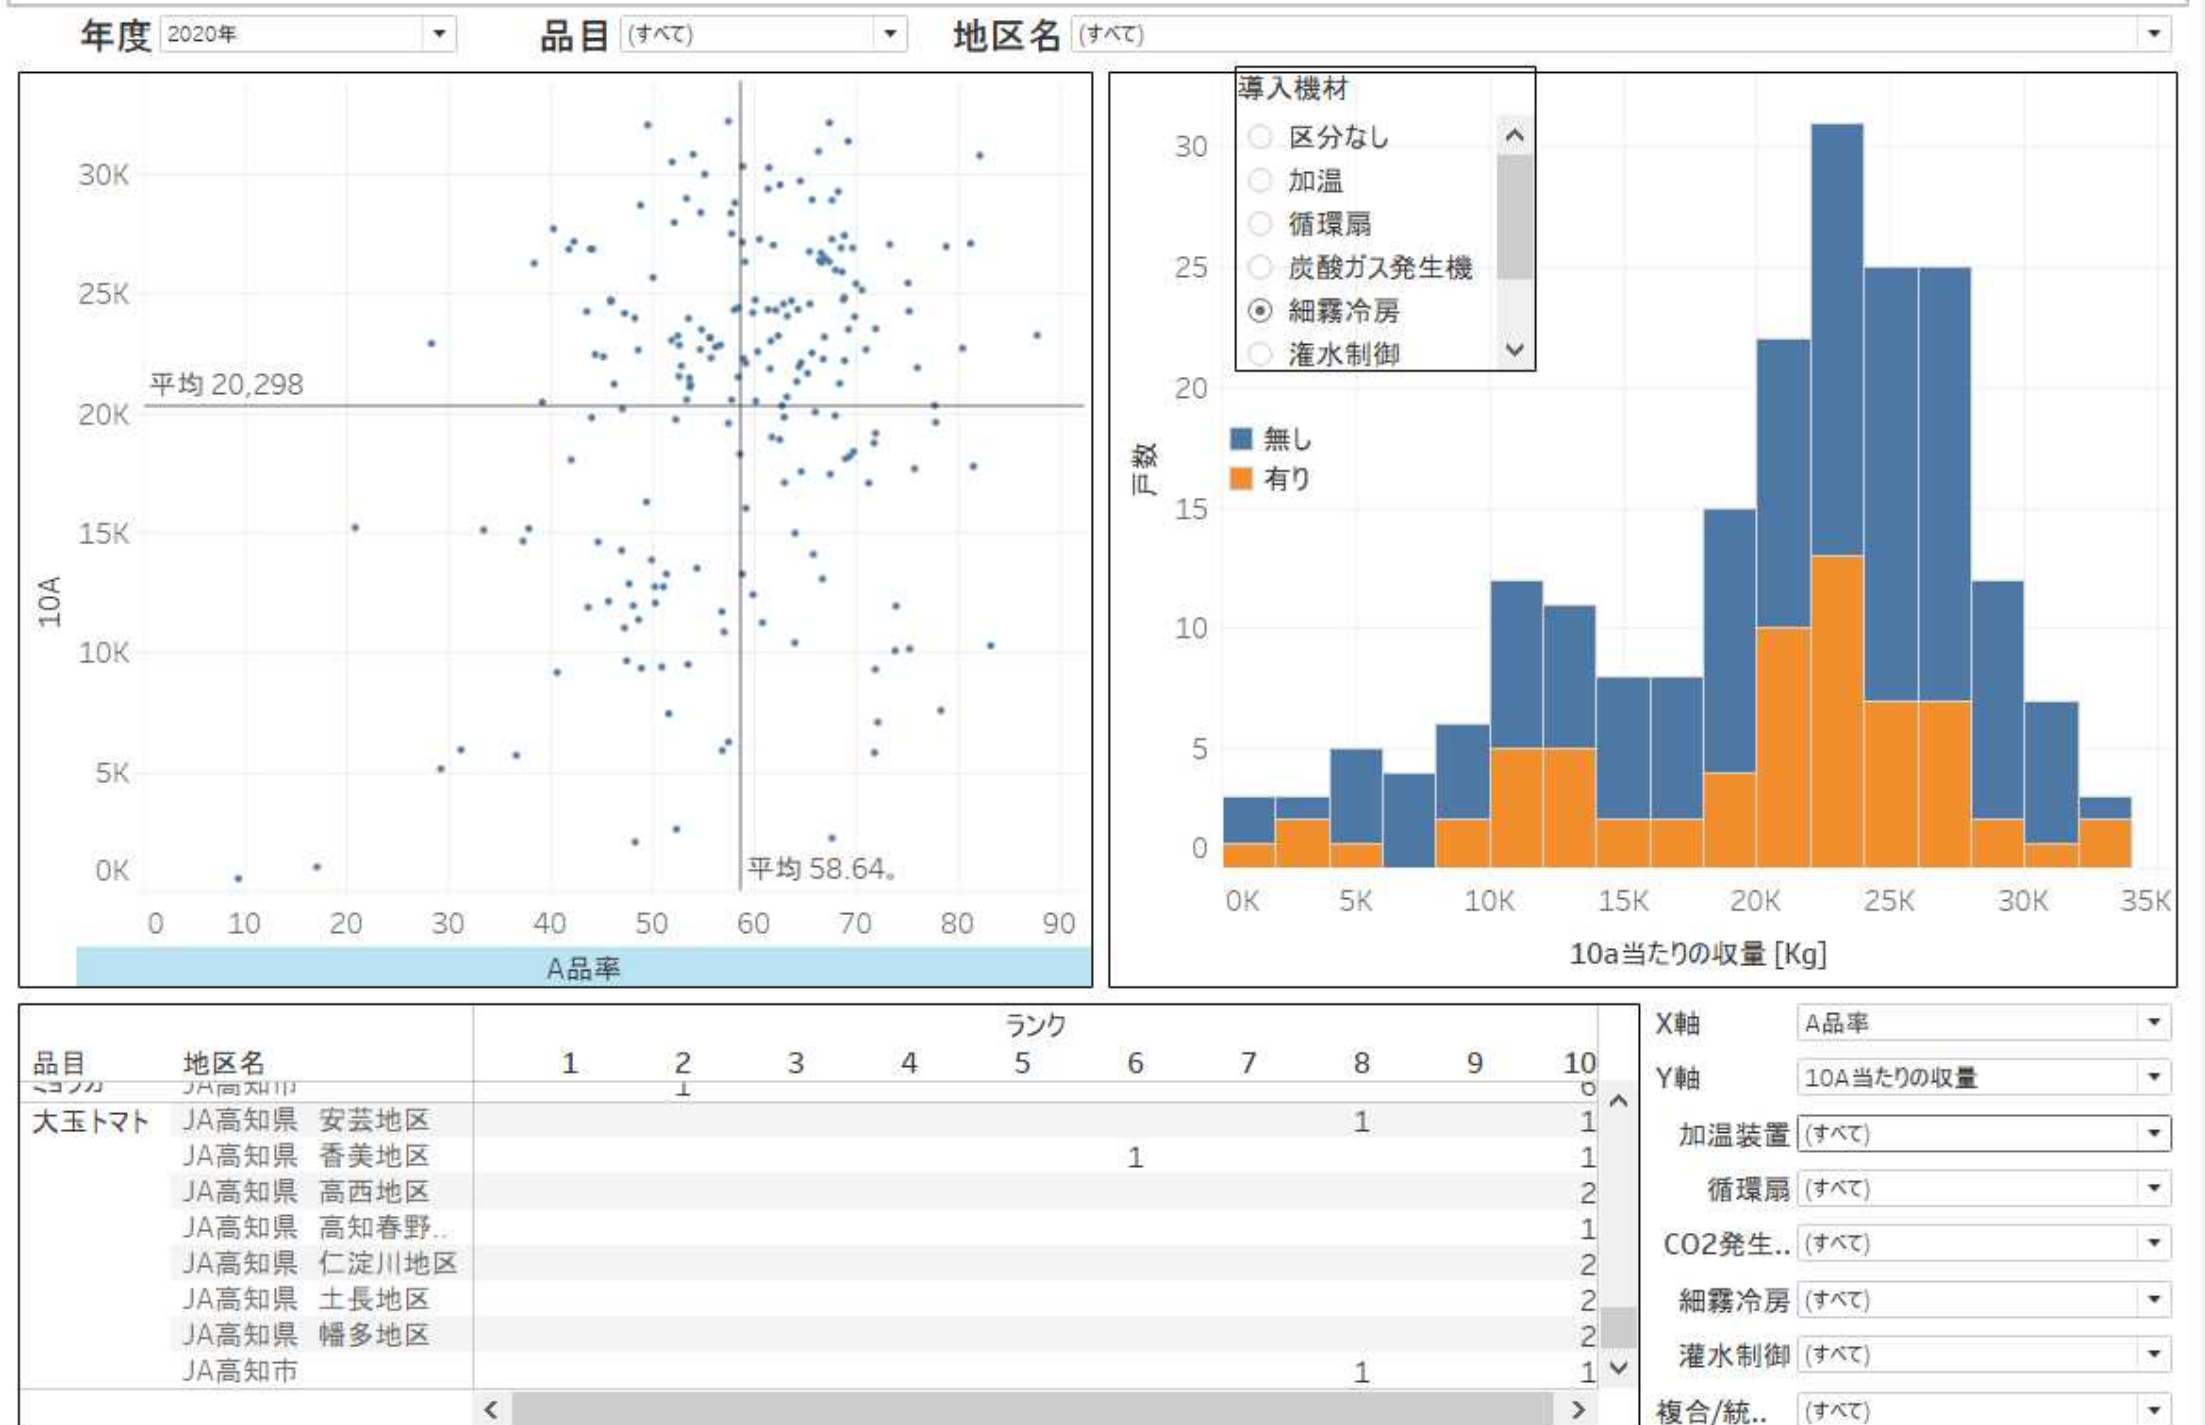 年度 2020年 品目 (すべて) 地区名 (すべて)
30K
25K
平均 20,298
20K
15K
10A
10K
5K
平均 58.64。
0K
0 10 20 30 40 50 60 70 80 90
A品率
導入機材
区分なし
加温
循環扇
炭酸ガス発生機
細霧冷房
潅水制御
無し
有り
戸数
30
25
20
15
10
5
0
0K 5K 10K 15K 20K 25K 30K 35K
10a当たりの収量 [Kg]
ランク
品目 地区名 1 2 3 4 5 6 7 8 9 10
ミョウガ JA高知市 1 6
大玉トマト JA高知県 安芸地区 1 1
JA高知県 香美地区 1 1
JA高知県 高西地区 2
JA高知県 高知春野.. 1
JA高知県 仁淀川地区 2
JA高知県 土長地区 2
JA高知県 幡多地区 2
JA高知市 1 1
X軸 A品率
Y軸 10A当たりの収量
加温装置 (すべて)
循環扇 (すべて)
CO2発生.. (すべて)
細霧冷房 (すべて)
灌水制御 (すべて)
複合/統.. (すべて)